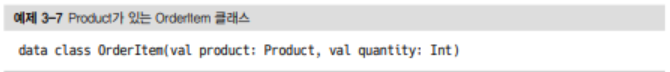 예제 3-7 Product가 있는 OrderItem 클래스
data class OrderItem(val product: Product, val quantity: Int)